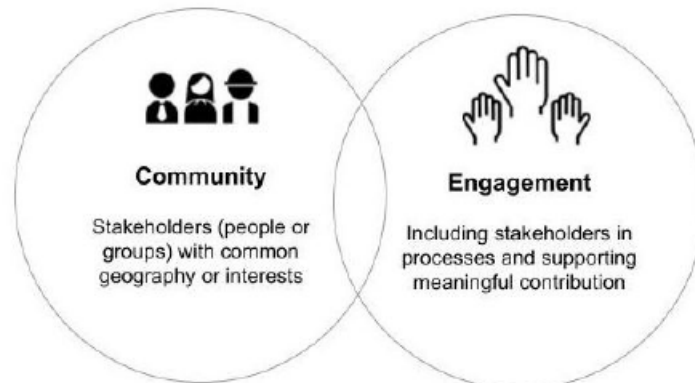 Community
Stakeholders (people or
groups) with common
geography or interests
Engagement
Including stakeholders in
processes and supporting
meaningful contribution